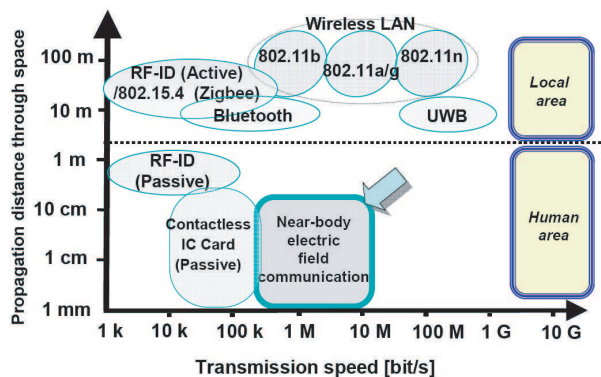 Propagation distance through space
100 m
10 m
1 m
10 cm
1 cm
1 mm
Wireless LAN
802.11b
802.11a/g
802.11n
RF-ID (Active)
/802.15.4 (Zigbee)
Bluetooth
UWB
Local
area
RF-ID
(Passive)
Contactless
IC Card
(Passive)
Near-body
electric
field
communication
Human
area
1 k
10 k
100 k
1 M
10 M
100 M
1 G
10 G
Transmission speed [bit/s]